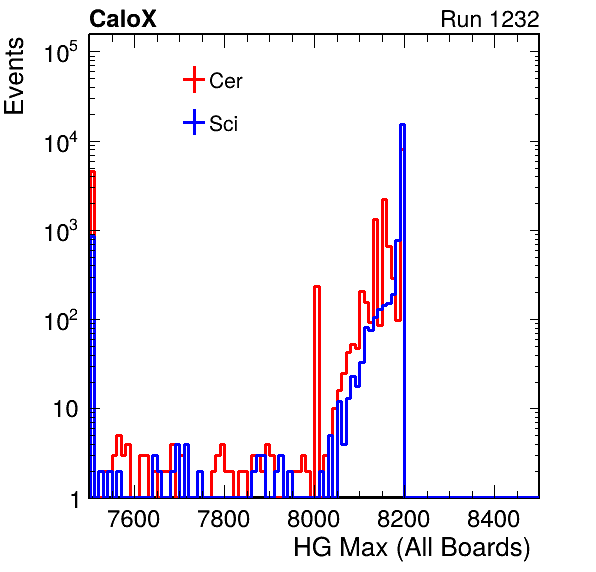 CaloX Run 1232
Events
10^5
Cer
Sci
10^4
10^3
10^2
10
1
7600 7800 8000 8200 8400
HG Max (All Boards)